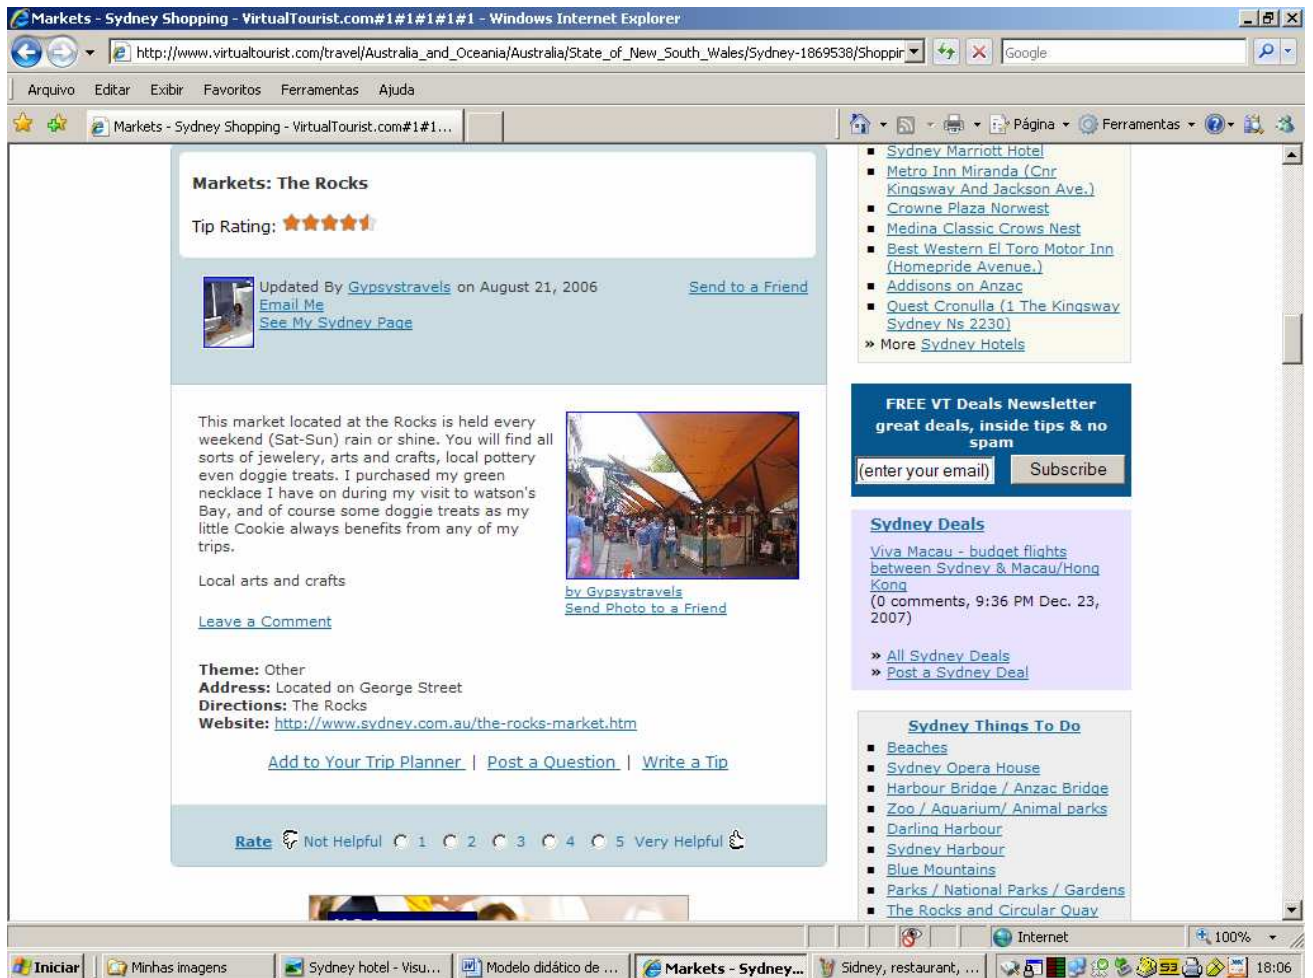 Markets - Sydney Shopping - VirtualTourist.com#1#1#1#1#1 - Windows Internet Explorer
http://www.virtualtourist.com/travel/Australia_and_Oceania/Australia/State_of_New_South_Wales/Sydney-1869538/Shoppir
Google
Arquivo Editar Exibir Favoritos Ferramentas Ajuda
Markets - Sydney Shopping - VirtualTourist.com#1#1...
Página Ferramentas
Markets: The Rocks
Tip Rating:
Updated By Gypsystravels on August 21, 2006
Send to a Friend
Email Me
See My Sydney Page
This market located at the Rocks is held every
weekend (Sat-Sun) rain or shine. You will find all
sorts of jewelery, arts and crafts, local pottery
even doggie treats. I purchased my green
necklace I have on during my visit to watson's
Bay, and of course some doggie treats as my
little Cookie always benefits from any of my
trips.
Local arts and crafts
Leave a Comment
by Gypsystravels
Send Photo to a Friend
Theme: Other
Address: Located on George Street
Directions: The Rocks
Website: http://www.sydney.com.au/the-rocks-market.htm
Add to Your Trip Planner | Post a Question | Write a Tip
Rate Not Helpful 1 2 3 4 5 Very Helpful
Sydney Marriott Hotel
Metro Inn Miranda (Cnr
Kingsway And Jackson Ave.)
Crowne Plaza Norwest
Medina Classic Crows Nest
Best Western El Toro Motor Inn
(Homepride Avenue.)
Addisons on Anzac
Quest Cronulla (1 The Kingsway
Sydney Ns 2230)
» More Sydney Hotels
FREE VT Deals Newsletter
great deals, inside tips & no
spam
(enter your email) Subscribe
Sydney Deals
Viva Macau - budget flights
between Sydney & Macau/Hong
Kong
(0 comments, 9:36 PM Dec. 23,
2007)
» All Sydney Deals
» Post a Sydney Deal
Sydney Things To Do
Beaches
Sydney Opera House
Harbour Bridge / Anzac Bridge
Zoo / Aquarium/ Animal parks
Darling Harbour
Sydney Harbour
Blue Mountains
Parks / National Parks / Gardens
The Rocks and Circular Quay
Internet 100%
Iniciar Minhas imagens Sydney hotel - Visu... Modelo didático de ... Markets - Sydney... Sidney, restaurant, ... 53 18:06